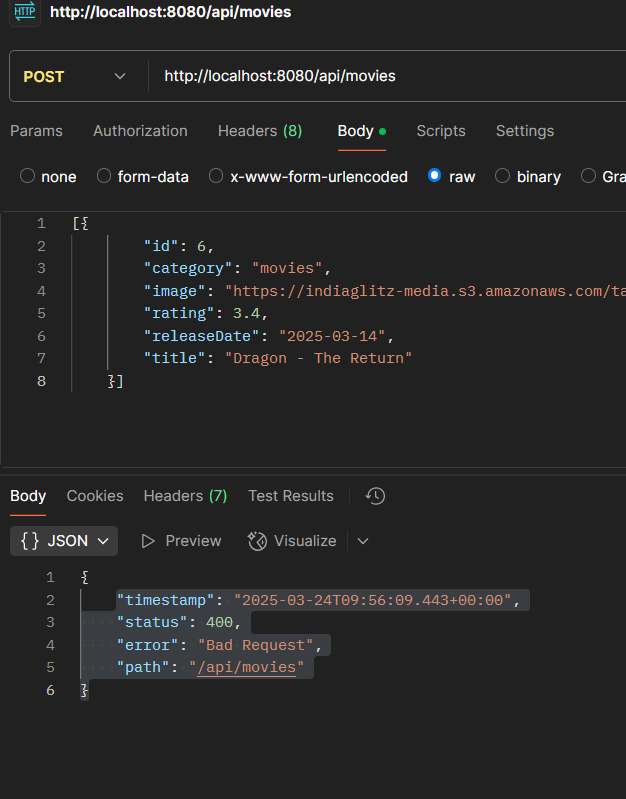 HTTP http://localhost:8080/api/movies
POST http://localhost:8080/api/movies
Params Authorization Headers (8) Body Scripts Settings
none form-data x-www-form-urlencoded raw binary Gra
1 [{
2 "id": 6,
3 "category": "movies",
4 "image": "https://indiaglitz-media.s3.amazonaws.com/ta
5 "rating": 3.4,
6 "releaseDate": "2025-03-14",
7 "title": "Dragon - The Return"
8 }]
Body Cookies Headers (7) Test Results
{} JSON Preview Visualize
1 {
2 "timestamp": "2025-03-24T09:56:09.443+00:00",
3 "status": 400,
4 "error": "Bad Request",
5 "path": "/api/movies"
6 }